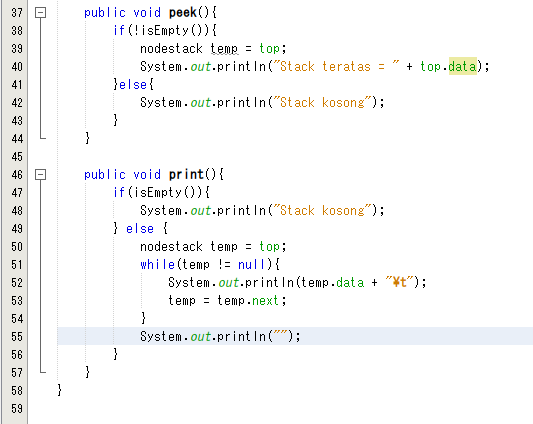 37 public void peek(){
38 if(!isEmpty()){
39 nodestack temp = top;
40 System.out.println("Stack teratas = " + top.data);
41 }else{
42 System.out.println("Stack kosong");
43 }
44 }
45
46 public void print(){
47 if(isEmpty()){
48 System.out.println("Stack kosong");
49 } else {
50 nodestack temp = top;
51 while(temp != null){
52 System.out.println(temp.data + "¥t");
53 temp = temp.next;
54 }
55 System.out.println("");
56 }
57 }
58 }
59